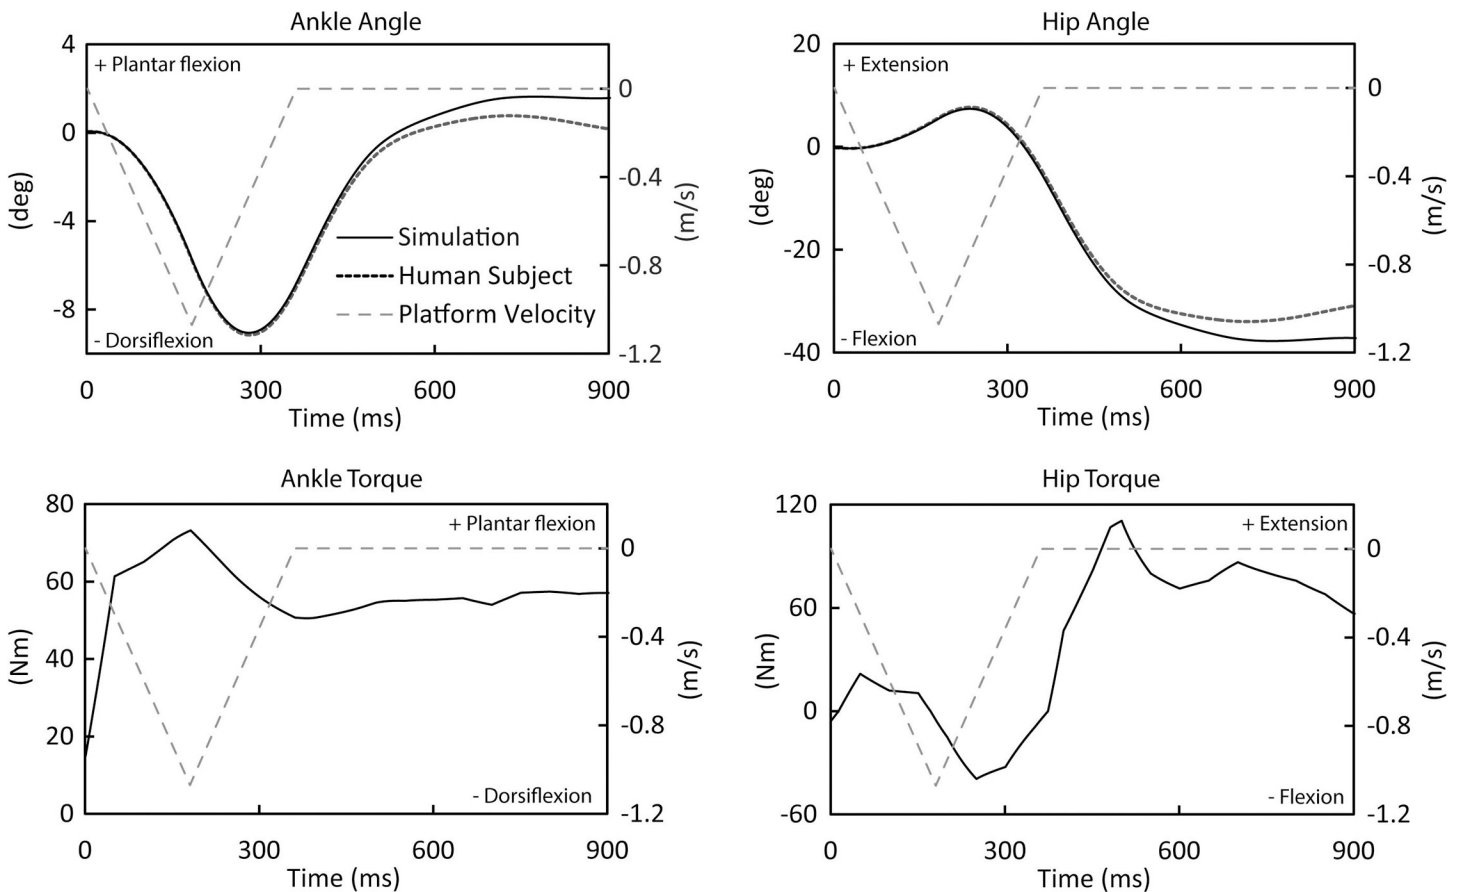 Ankle Angle
4
+ Plantar flexion
0
0
-0.4
(deg)
(m/s)
-4
Simulation
-0.8
Human Subject
-8
Platform Velocity
- Dorsiflexion
-1.2
0
300
600
900
Time (ms)
Hip Angle
20
+ Extension
0
0
-0.4
(deg)
(m/s)
-20
-0.8
- Flexion
-40
-1.2
0
300
600
900
Time (ms)
Ankle Torque
80
+ Plantar flexion
0
60
-0.4
(Nm)
(m/s)
40
-0.8
20
- Dorsiflexion
0
-1.2
0
300
600
900
Time (ms)
Hip Torque
120
+ Extension
0
60
-0.4
(Nm)
(m/s)
0
-0.8
- Flexion
-60
-1.2
0
300
600
900
Time (ms)